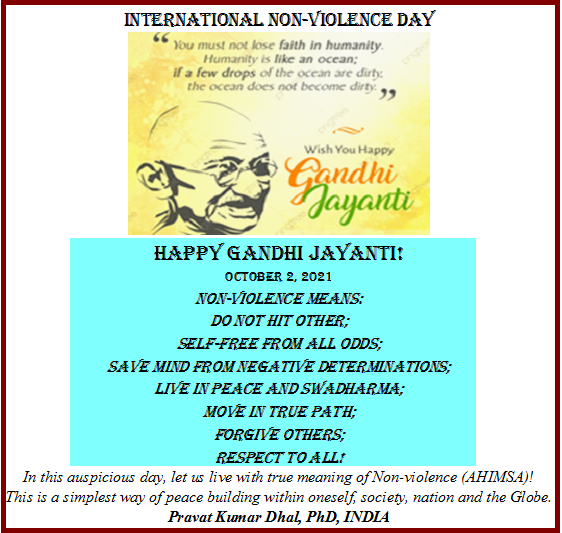 INTERNATIONAL NON-VIOLENCE DAY
“ You must not lose faith in humanity.
Humanity is like an ocean;
if a few drops of the ocean are dirty,
the ocean does not become dirty. ”
Wish You Happy
Gandhi
Jayanti
HAPPY GANDHI JAYANTI!
OCTOBER 2, 2021
NON-VIOLENCE MEANS:
DO NOT HIT OTHER;
SELF-FREE FROM ALL ODDS;
SAVE MIND FROM NEGATIVE DETERMINATIONS;
LIVE IN PEACE AND SWADHARMA;
MOVE IN TRUE PATH;
FORGIVE OTHERS;
RESPECT TO ALL!
In this auspicious day, let us live with true meaning of Non-violence (AHIMSA)!
This is a simplest way of peace building within oneself, society, nation and the Globe.
Pravat Kumar Dhal, PhD, INDIA